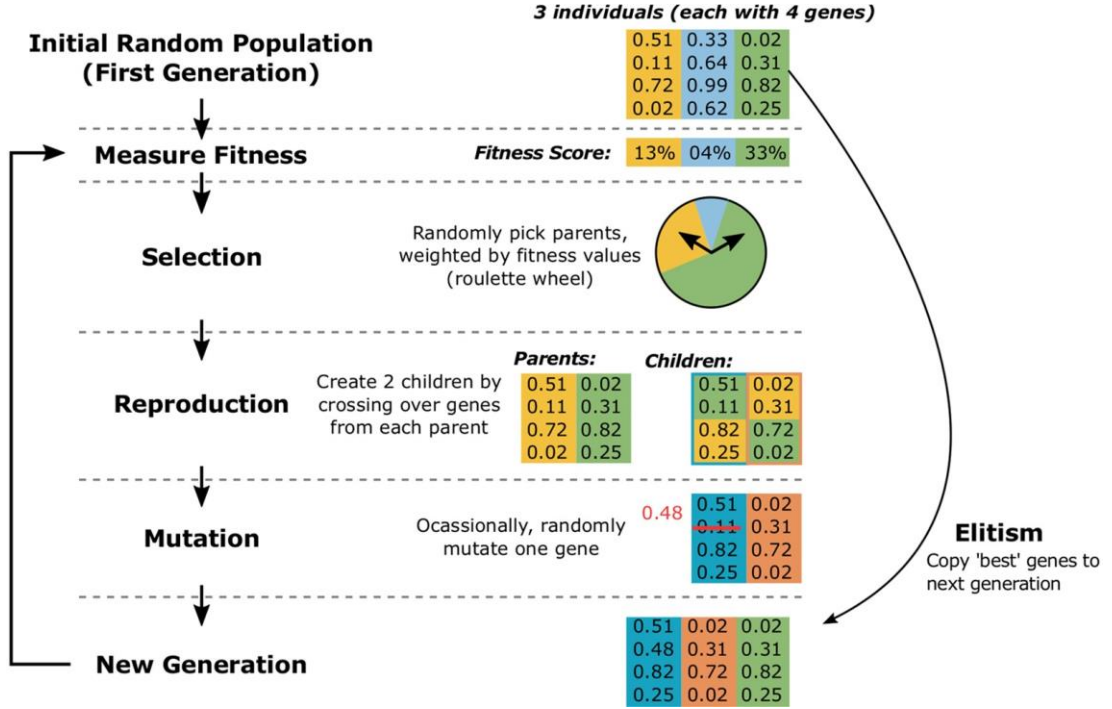 3 individuals (each with 4 genes)
Initial Random Population
(First Generation)
0.51 0.33 0.02
0.11 0.64 0.31
0.72 0.99 0.82
0.02 0.62 0.25
Measure Fitness
Fitness Score: 13% 04% 33%
Selection
Randomly pick parents,
weighted by fitness values
(roulette wheel)
Reproduction
Create 2 children by
crossing over genes
from each parent
Parents:
0.51 0.02
0.11 0.31
0.72 0.82
0.02 0.25
Children:
0.51 0.02
0.11 0.31
0.82 0.72
0.25 0.02
Mutation
Ocassionally, randomly
mutate one gene
0.48
0.51 0.02
0.11 0.31
0.82 0.72
0.25 0.02
Elitism
Copy 'best' genes to
next generation
New Generation
0.51 0.02 0.02
0.48 0.31 0.31
0.82 0.72 0.82
0.25 0.02 0.25